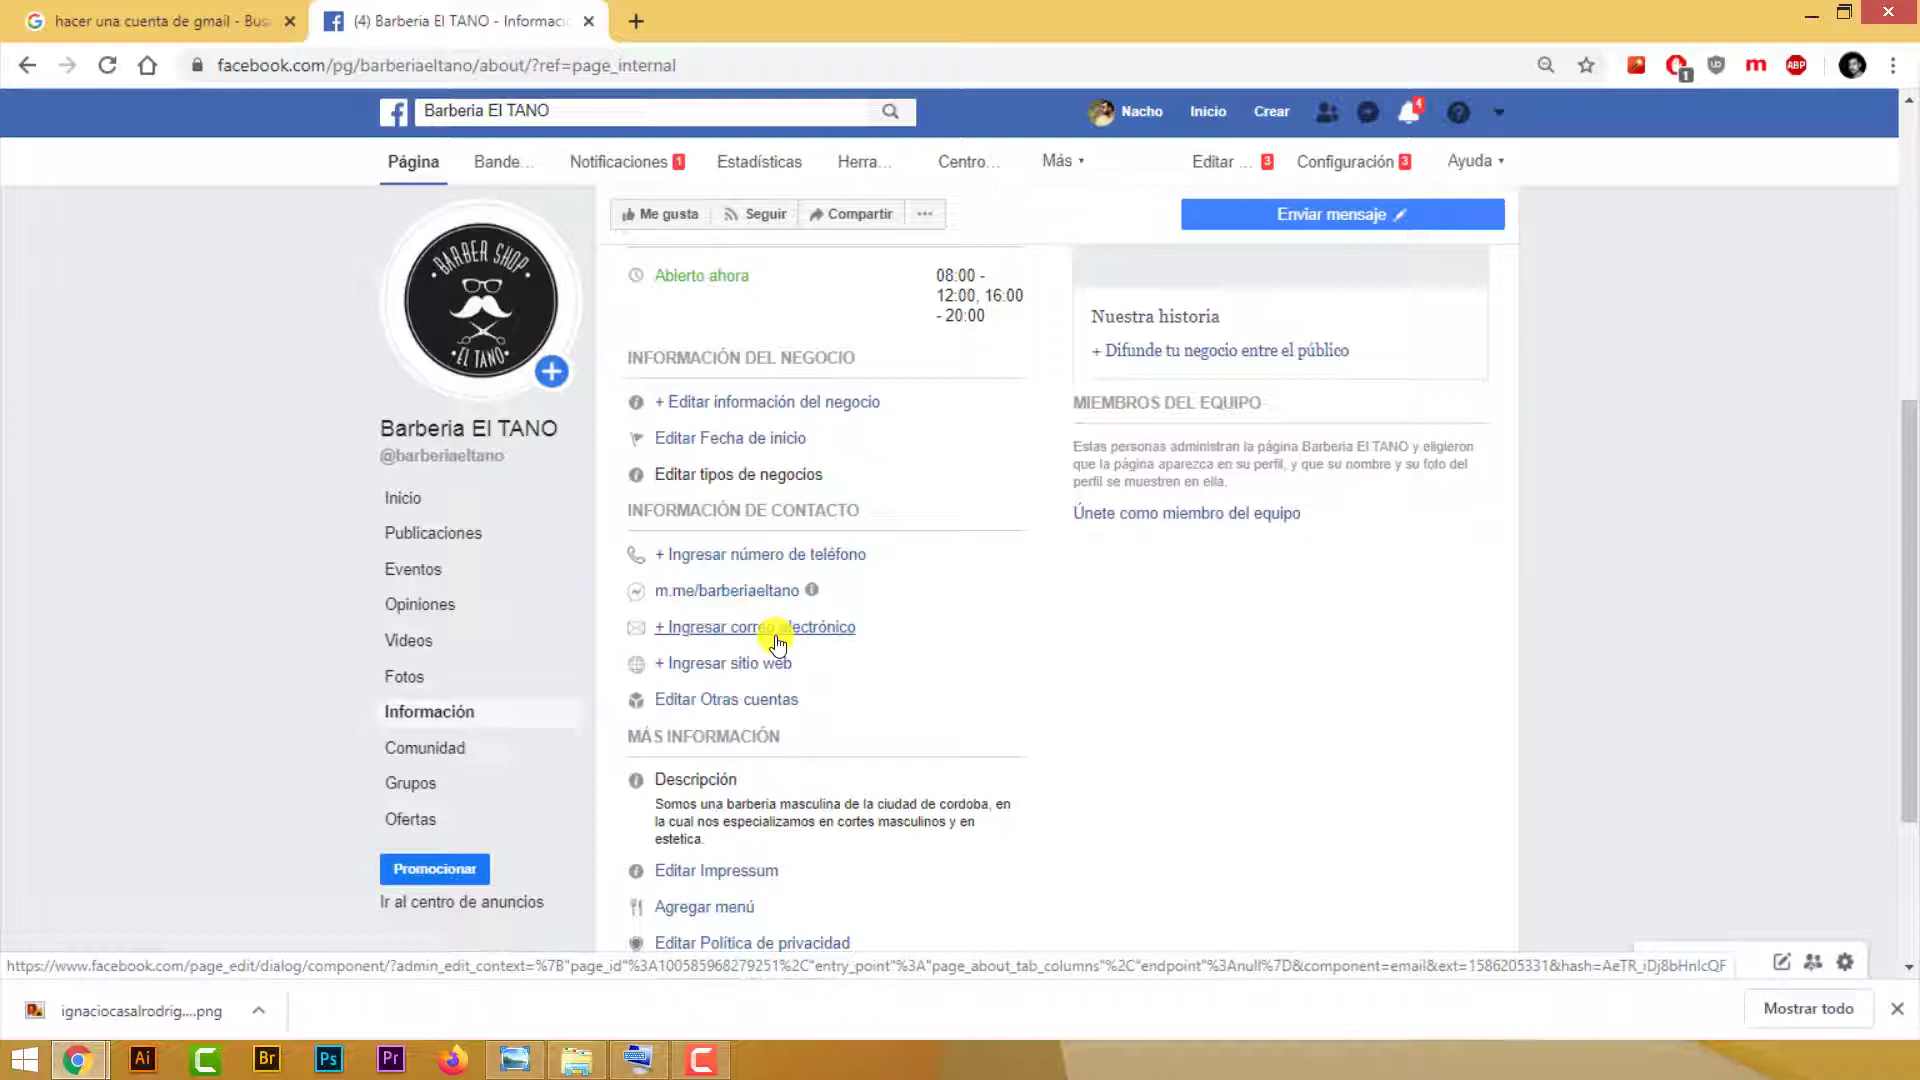 hacer una cuenta de gmail - Bus
(4) Barberia El TANO - Informaci
facebook.com/pg/barberiaeltano/about/?ref=page_internal
1
m
ABP
Barberia El TANO
Nacho
Inicio
Crear
4
Página
Bande...
Notificaciones 1
Estadísticas
Herra...
Centro...
Más
Editar ... 3
Configuración 3
Ayuda
Me gusta
Seguir
Compartir
Enviar mensaje
BARBER SHOP
EL TANO
Barberia El TANO
@barberiaeltano
Inicio
Publicaciones
Eventos
Opiniones
Videos
Fotos
Información
Comunidad
Grupos
Ofertas
Promocionar
Ir al centro de anuncios
Abierto ahora
08:00 -
12:00, 16:00
- 20:00
INFORMACIÓN DEL NEGOCIO
+ Editar información del negocio
Editar Fecha de inicio
Editar tipos de negocios
INFORMACIÓN DE CONTACTO
+ Ingresar número de teléfono
m.me/barberiaeltano
+ Ingresar correo electrónico
+ Ingresar sitio web
Editar Otras cuentas
MÁS INFORMACIÓN
Descripción
Somos una barberia masculina de la ciudad de cordoba, en
la cual nos especializamos en cortes masculinos y en
estetica.
Editar Impressum
Agregar menú
Editar Política de privacidad
Nuestra historia
+ Difunde tu negocio entre el público
MIEMBROS DEL EQUIPO
Estas personas administran la página Barberia El TANO y eligieron
que la página aparezca en su perfil, y que su nombre y su foto del
perfil se muestren en ella.
Únete como miembro del equipo
https://www.facebook.com/page_edit/dialog/component/?admin_edit_context=%7B"page_id"%3A100585968279251%2C"entry_point"%3A"page_about_tab_columns"%2C"endpoint"%3Anull%7D&component=email&ext=1586205331&hash=AeTR_iDj8bHnlcQF
ignaciocasalrodrig....png
Mostrar todo
Ai
Br
Ps
Pr